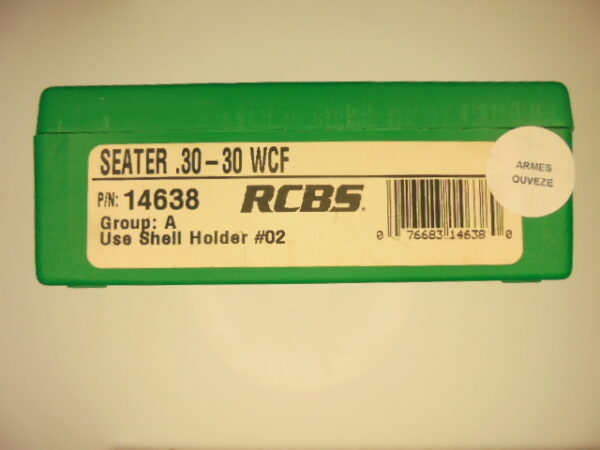 SEATER .30-30 WCF
P/N: 14638
RCBS.
Group: A
Use Shell Holder #02
0 76683 14638 0
ARMES
OUVEZE